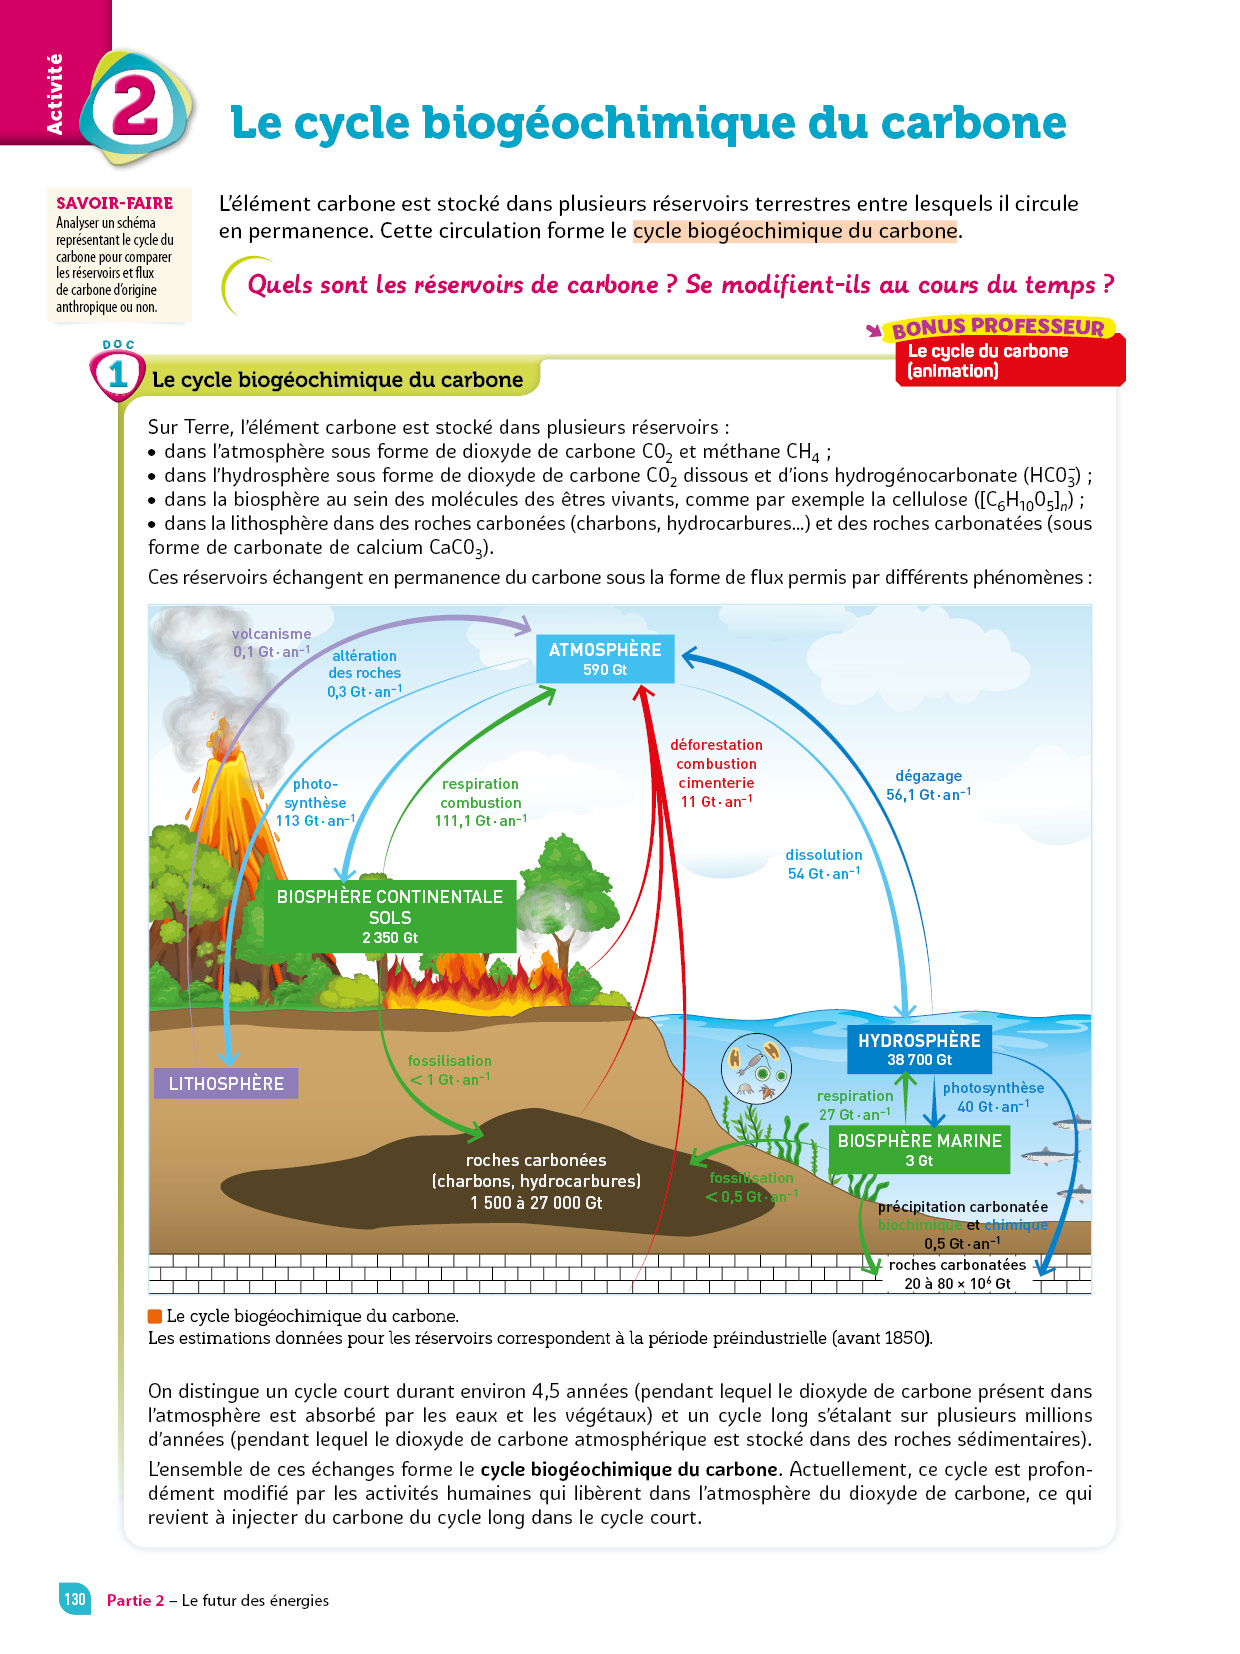 Activité
2
Le cycle biogéochimique du carbone
SAVOIR-FAIRE
Analyser un schéma
représentant le cycle du
carbone pour comparer
les réservoirs et flux
de carbone d'origine
anthropique ou non.
L'élément carbone est stocké dans plusieurs réservoirs terrestres entre lesquels il circule
en permanence. Cette circulation forme le cycle biogéochimique du carbone.
Quels sont les réservoirs de carbone ? Se modifient-ils au cours du temps ?
BONUS PROFESSEUR
Le cycle du carbone
(animation)
DOC
1
Le cycle biogéochimique du carbone
Sur Terre, l'élément carbone est stocké dans plusieurs réservoirs :
• dans l'atmosphère sous forme de dioxyde de carbone CO₂ et méthane CH₄ ;
• dans l'hydrosphère sous forme de dioxyde de carbone CO₂ dissous et d'ions hydrogénocarbonate (HCO₃⁻) ;
• dans la biosphère au sein des molécules des êtres vivants, comme par exemple la cellulose ([C₆H₁₀O₅]ₙ) ;
• dans la lithosphère dans des roches carbonées (charbons, hydrocarbures...) et des roches carbonatées (sous
forme de carbonate de calcium CaCO₃).
Ces réservoirs échangent en permanence du carbone sous la forme de flux permis par différents phénomènes :
volcanisme
0,1 Gt·an⁻¹
altération
des roches
0,3 Gt·an⁻¹
ATMOSPHÈRE
590 Gt
photo-
synthèse
113 Gt·an⁻¹
respiration
combustion
111,1 Gt·an⁻¹
déforestation
combustion
cimenterie
11 Gt·an⁻¹
dégazage
56,1 Gt·an⁻¹
dissolution
54 Gt·an⁻¹
BIOSPHÈRE CONTINENTALE
SOLS
2 350 Gt
LITHOSPHÈRE
fossilisation
< 1 Gt·an⁻¹
HYDROSPHÈRE
38 700 Gt
respiration
27 Gt·an⁻¹
photosynthèse
40 Gt·an⁻¹
BIOSPHÈRE MARINE
3 Gt
roches carbonées
(charbons, hydrocarbures)
1 500 à 27 000 Gt
fossilisation
< 0,5 Gt·an⁻¹
précipitation carbonatée
biochimique et chimique
0,5 Gt·an⁻¹
roches carbonatées
20 à 80 × 10⁶ Gt
Le cycle biogéochimique du carbone.
Les estimations données pour les réservoirs correspondent à la période préindustrielle (avant 1850).
On distingue un cycle court durant environ 4,5 années (pendant lequel le dioxyde de carbone présent dans
l'atmosphère est absorbé par les eaux et les végétaux) et un cycle long s'étalant sur plusieurs millions
d'années (pendant lequel le dioxyde de carbone atmosphérique est stocké dans des roches sédimentaires).
L'ensemble de ces échanges forme le cycle biogéochimique du carbone. Actuellement, ce cycle est profon-
dément modifié par les activités humaines qui libèrent dans l'atmosphère du dioxyde de carbone, ce qui
revient à injecter du carbone du cycle long dans le cycle court.
130
Partie 2 – Le futur des énergies